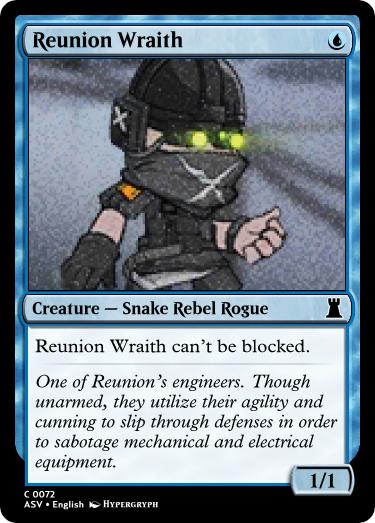 Reunion Wraith
Creature — Snake Rebel Rogue
Reunion Wraith can't be blocked.
One of Reunion's engineers. Though
unarmed, they utilize their agility and
cunning to slip through defenses in order
to sabotage mechanical and electrical
equipment.
1/1
C 0072
ASV • English HYPERGRYPH